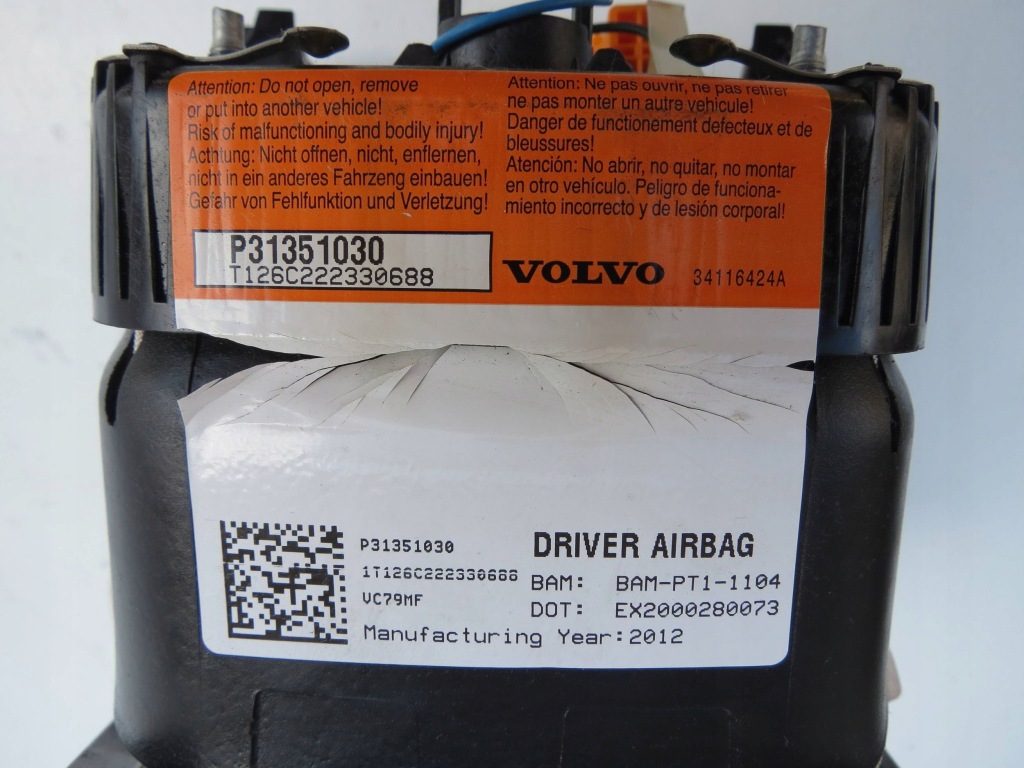 Attention: Do not open, remove
or put into another vehicle!
Risk of malfunctioning and bodily injury!
Achtung: Nicht offnen, nicht, enflernen,
nicht in ein anderes Fahrzeng einbauen!
Gefahr von Fehlfunktion und Verletzung!
Attention: Ne pas ouvrir, ne pas retirer
ne pas monter un autre vehicule!
Danger de functionement defecteux et de
bleussures!
Atención: No abrir, no quitar, no montar
en otro vehículo. Peligro de funciona-
miento incorrecto y de lesión corporal!
P31351030
T126C222330688
VOLVO
34116424A
P31351030
1T126C222330688
VC79MF
DRIVER AIRBAG
BAM: BAM-PT1-1104
DOT: EX2000280073
Manufacturing Year:2012